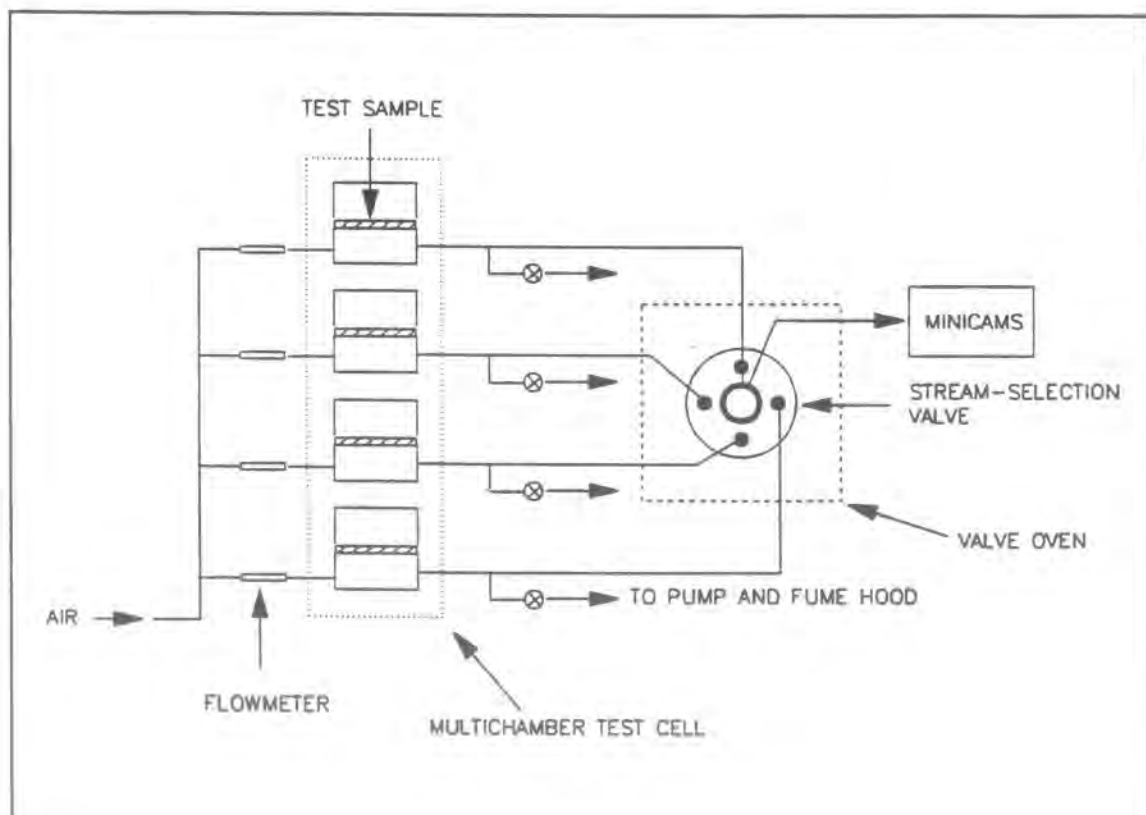 TEST SAMPLE
MINICAMS
STREAM-SELECTION
VALVE
VALVE OVEN
TO PUMP AND FUME HOOD
AIR
FLOWMETER
MULTICHAMBER TEST CELL